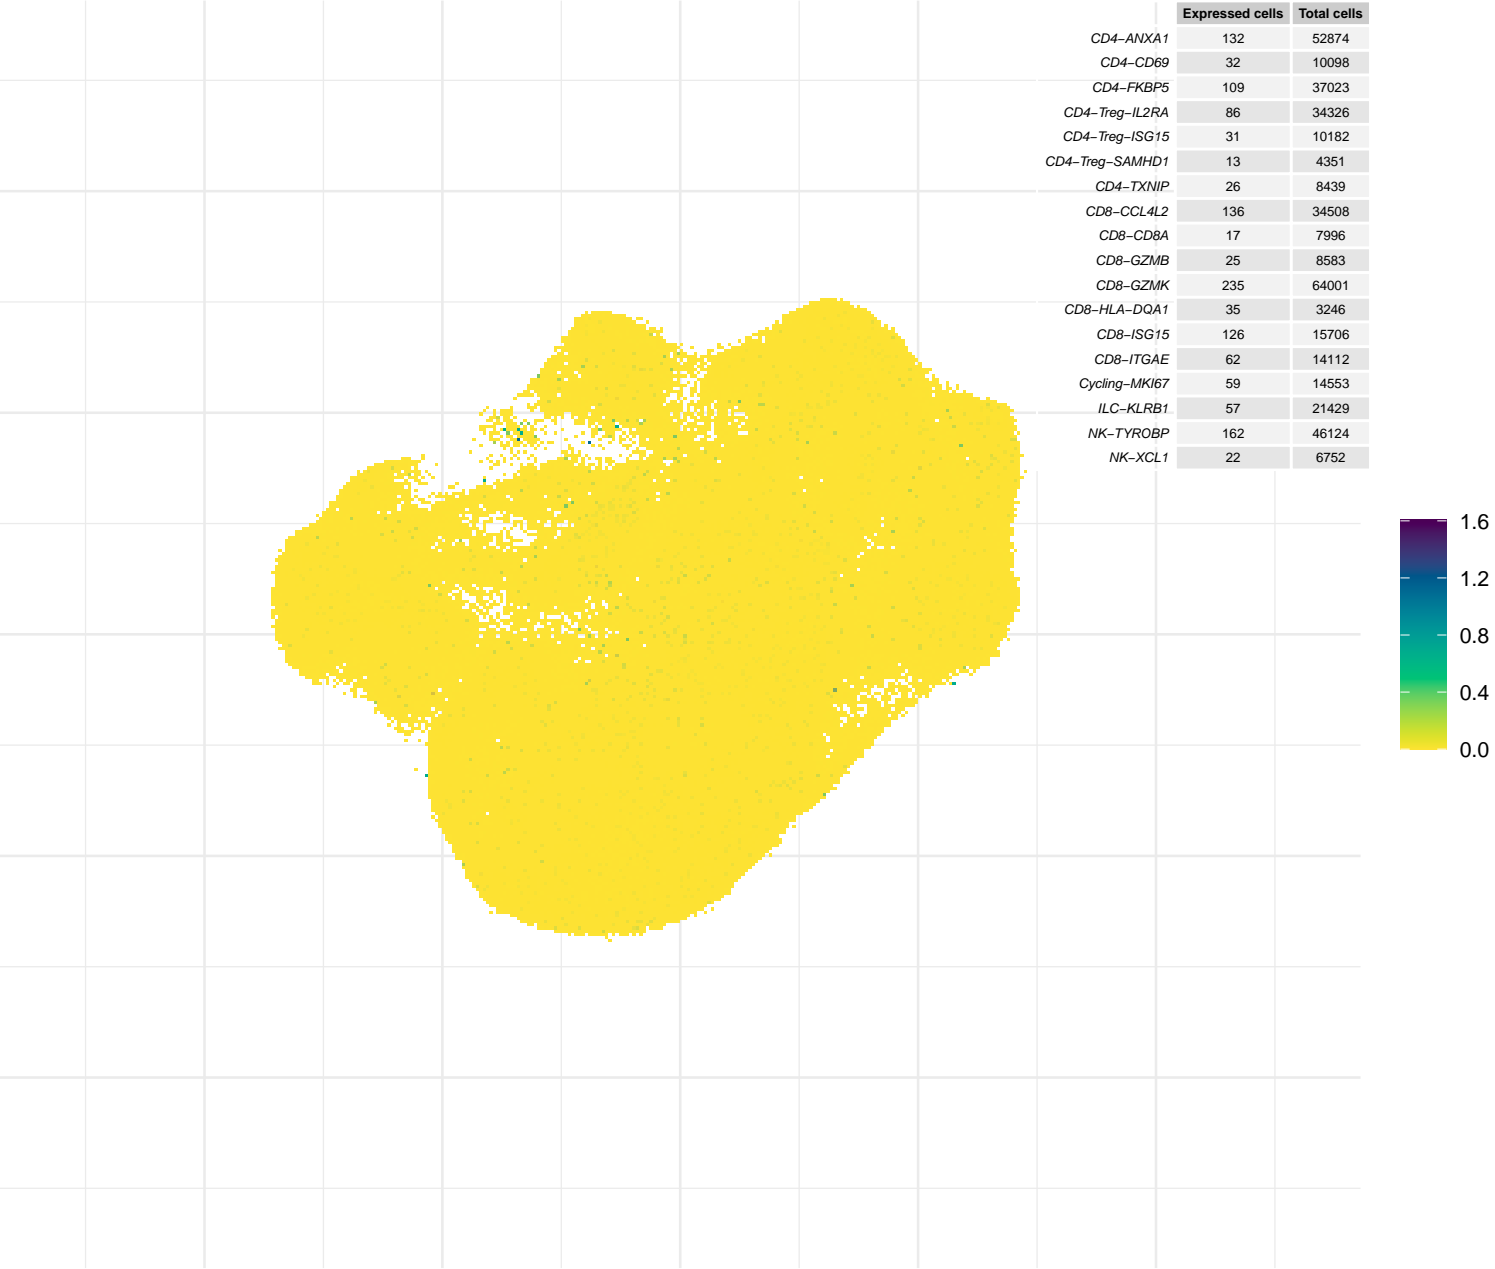 Expressed cells Total cells
CD4−ANXA1 132 52874
CD4−CD69 32 10098
CD4−FKBP5 109 37023
CD4−Treg−IL2RA 86 34326
CD4−Treg−ISG15 31 10182
CD4−Treg−SAMHD1 13 4351
CD4−TXNIP 26 8439
CD8−CCL4L2 136 34508
CD8−CD8A 17 7996
CD8−GZMB 25 8583
CD8−GZMK 235 64001
CD8−HLA−DQA1 35 3246
CD8−ISG15 126 15706
CD8−ITGAE 62 14112
Cycling−MKI67 59 14553
ILC−KLRB1 57 21429
NK−TYROBP 162 46124
NK−XCL1 22 6752
1.6
1.2
0.8
0.4
0.0